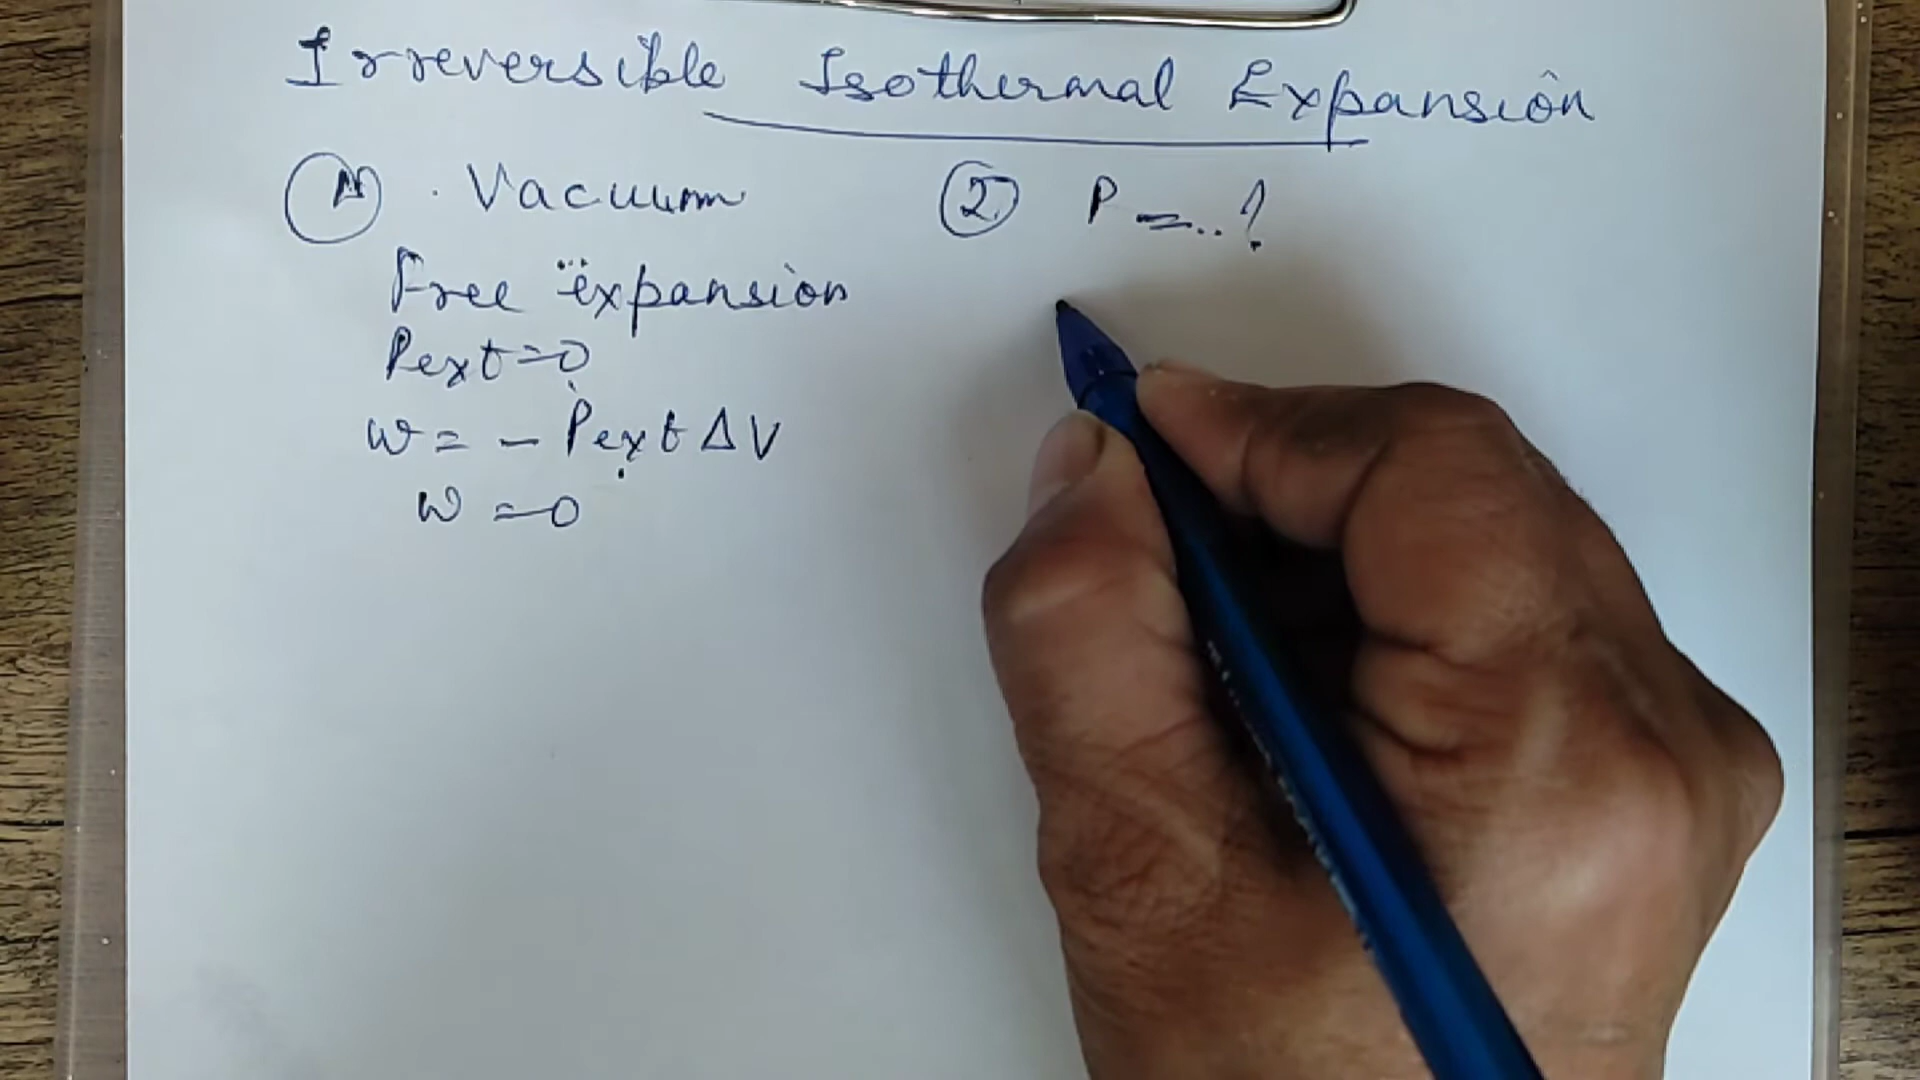 Irreversible Isothermal Expansion
① Vacuum
Free expansion
Pext=0
w = - Pext ΔV
w = 0
② P =..?